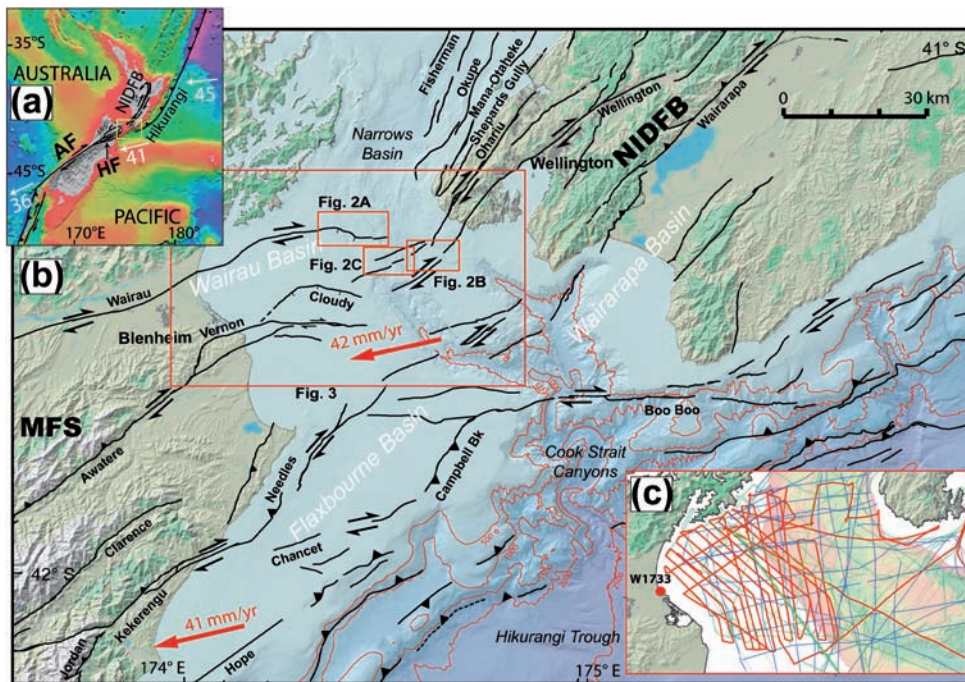 35°S
AUSTRALIA
(a)
NIDFB
Hikurangi
45
AF
HF
41
45°S
36
PACIFIC
170°E
180°
(b)
Fisherman
Okupe
Mana-Otaheke
Shepards Gully
Ohariu
Narrows
Basin
Wellington
Wellington
NIDFB
Wairarapa
41° S
0
30 km
Fig. 2A
Fig. 2C
Fig. 2B
Wairau Basin
Wairau
Cloudy
Blenheim
Vernon
42 mm/yr
Wairarapa Basin
Fig. 3
MFS
Awatere
Needles
Flaxbourne Basin
Campbell Bk
Boo Boo
Cook Strait
Canyons
Clarence
Chancet
42° S
Kekerengu
Jordan
41 mm/yr
174° E
Hope
Hikurangi Trough
175° E
(c)
W1733